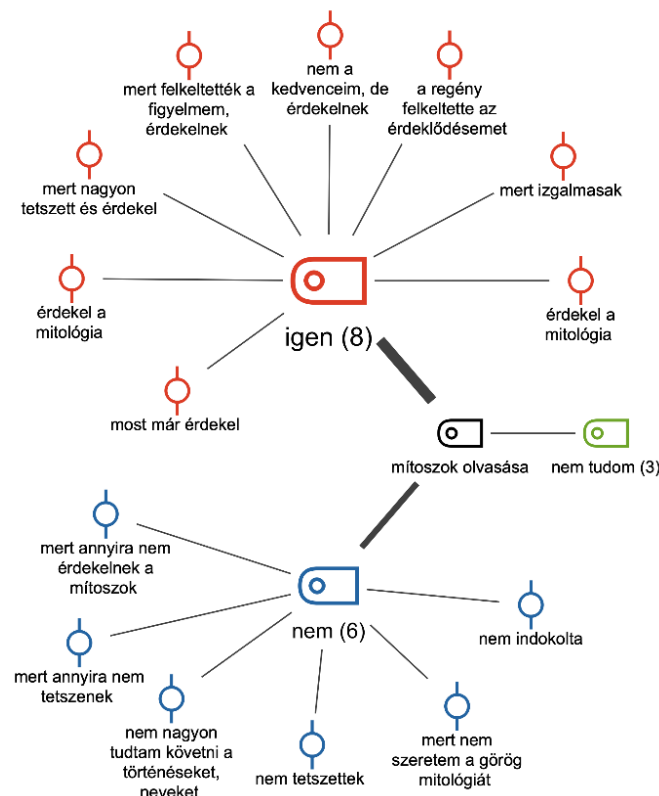 mert felkeltették a
figyelmem,
érdekelnek
nem a
kedvenceim, de
érdekelnek
a regény
felkeltette az
érdeklődésemet
mert nagyon
tetszett és érdekel
mert izgalmasak
érdekel a
mitológia
igen (8)
érdekel a
mitológia
most már érdekel
mítoszok olvasása
nem tudom (3)
mert annyira nem
érdekelnek a
mítoszok
nem (6)
nem indokolta
mert annyira nem
tetszenek
nem nagyon
tudtam követni a
történéseket,
neveket
nem tetszettek
mert nem
szeretem a görög
mitológiát